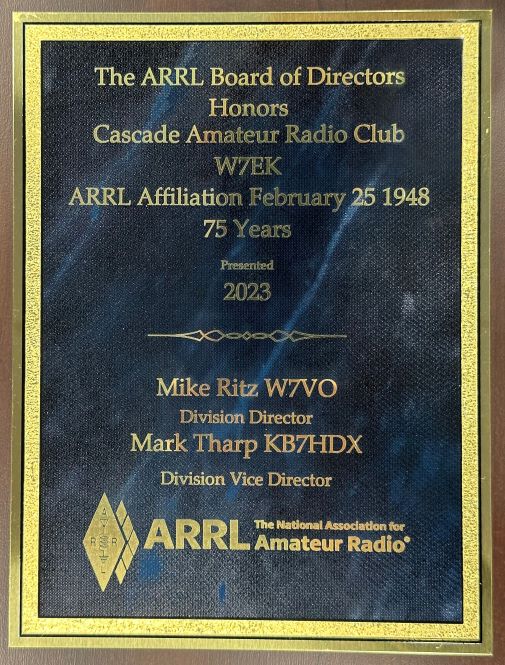 The ARRL Board of Directors
Honors
Cascade Amateur Radio Club
W7EK
ARRL Affiliation February 25 1948
75 Years
Presented
2023
Mike Ritz W7VO
Division Director
Mark Tharp KB7HDX
Division Vice Director
A
R R
L
ARRL The National Association for
Amateur Radio®